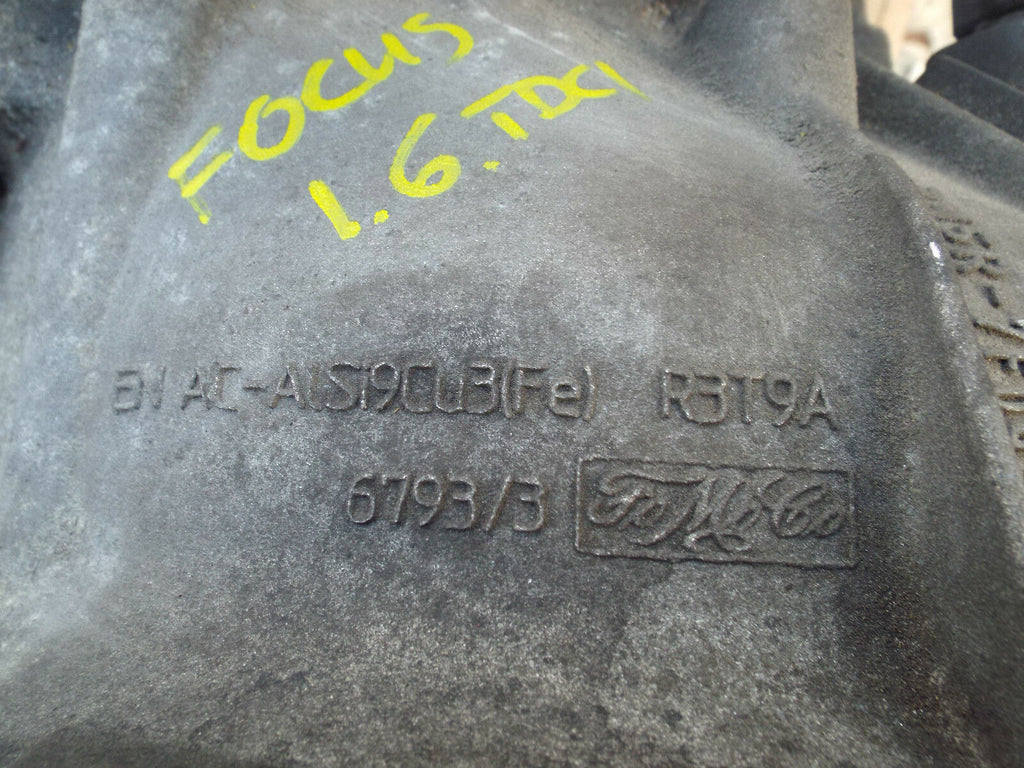 FOCUS
1.6 TDCI
EN AC-AlSi9Cu3(Fe) R3T9A
6793/3 FoMoCo